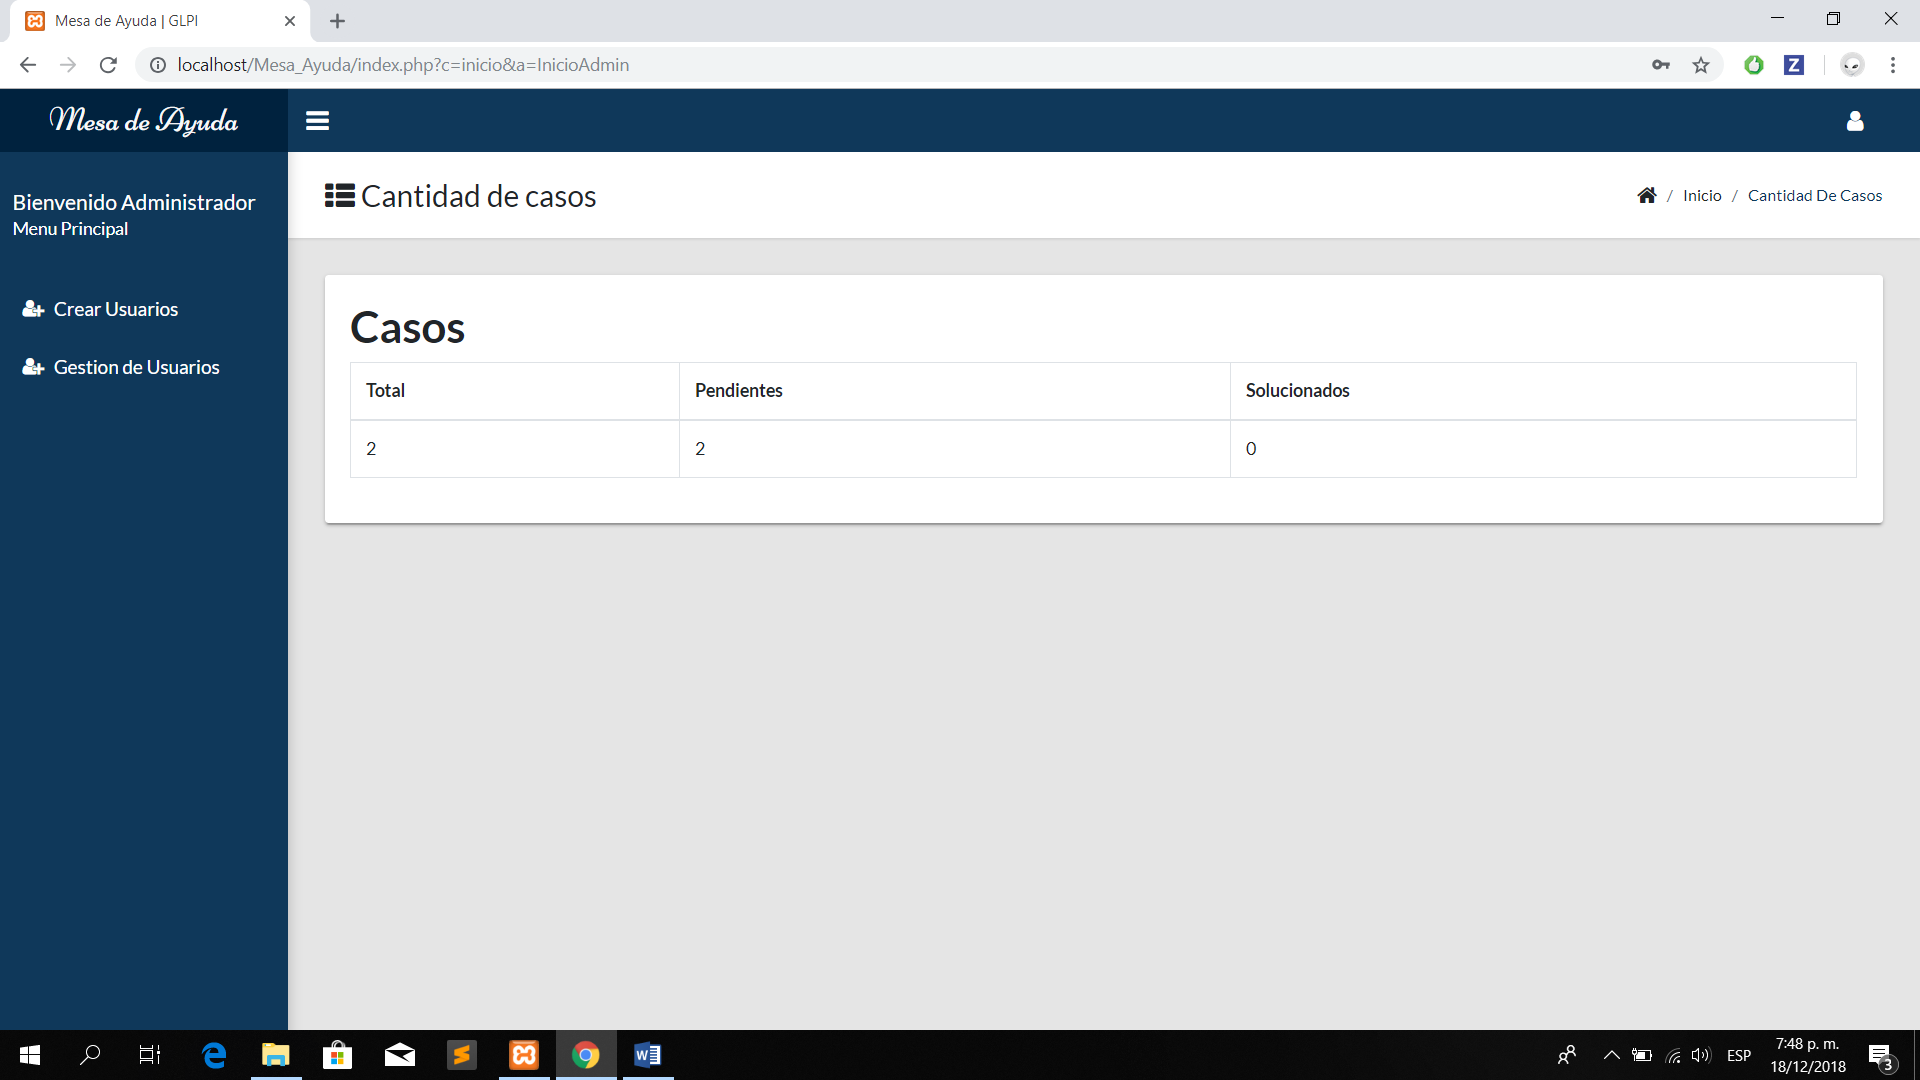 Mesa de Ayuda | GLPI
localhost/Mesa_Ayuda/index.php?c=inicio&a=InicioAdmin
Z
Mesa de Ayuda
Bienvenido Administrador
Menu Principal
Crear Usuarios
Gestion de Usuarios
Cantidad de casos
/ Inicio / Cantidad De Casos
Casos
Total Pendientes Solucionados
2 2 0
ESP
7:48 p. m.
18/12/2018
3